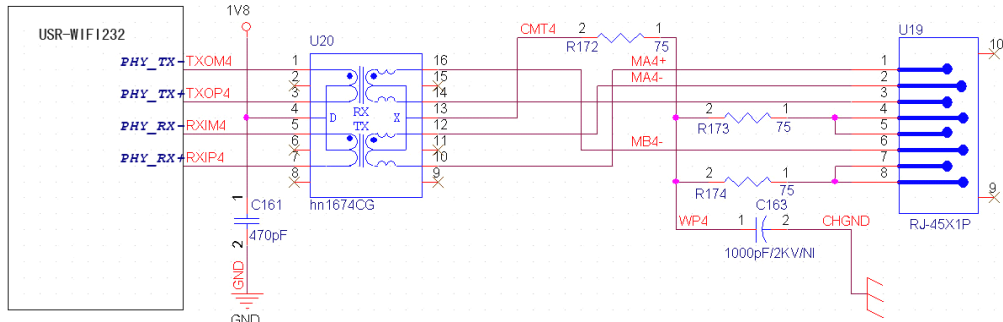 USR-WIFI232
PHY_TX- TXOM4
PHY_TX+ TXOP4
PHY_RX- RXIM4
PHY_RX+ RXIP4
1V8
U20
1
2
3
4
5
6
7
8
D
RX
TX
X
16
15
14
13
12
11
10
9
hn1674CG
1
C161
470pF
2
GND
GND
CMT4
2
1
R172
75
MA4+
MA4-
2
1
R173
75
MB4-
2
1
R174
75
WP4
1
C163
2
CHGND
1000pF/2KV/NI
U19
1
2
3
4
5
6
7
8
10
9
RJ-45X1P